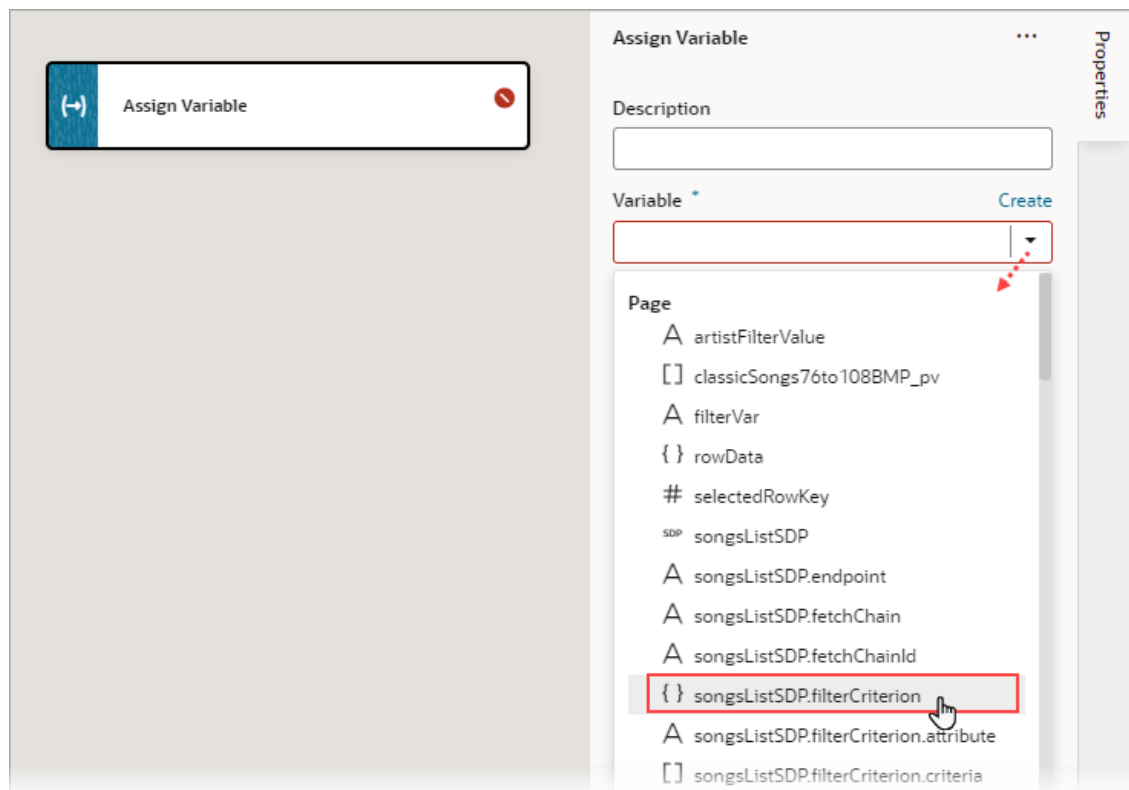 Assign Variable
Assign Variable
...
Properties
Description
Variable *
Create
Page
A artistFilterValue
[] classicSongs76to108BMP_pv
A filterVar
{ } rowData
# selectedRowKey
SDP songsListSDP
A songsListSDP.endpoint
A songsListSDP.fetchChain
A songsListSDP.fetchChainId
{ } songsListSDP.filterCriterion
A songsListSDP.filterCriterion.attribute
[] songsListSDP.filterCriterion.criteria